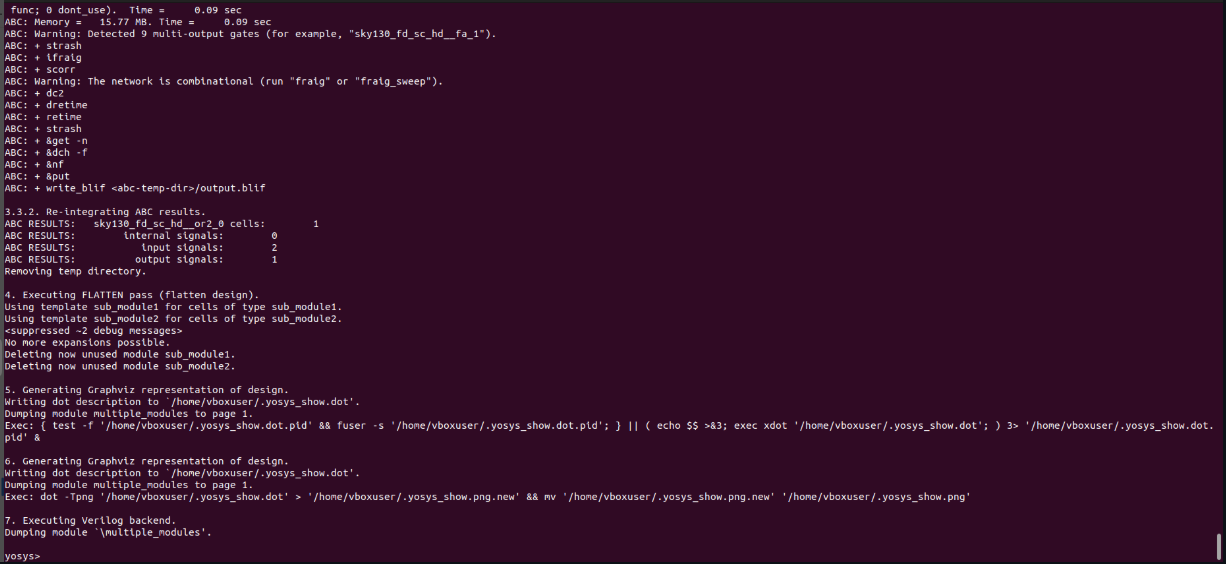 func; 0 dont_use).  Time =     0.09 sec
ABC: Memory =   15.77 MB. Time =     0.09 sec
ABC: Warning: Detected 9 multi-output gates (for example, "sky130_fd_sc_hd__fa_1").
ABC: + strash
ABC: + ifraig
ABC: + scorr
ABC: Warning: The network is combinational (run "fraig" or "fraig_sweep").
ABC: + dc2
ABC: + dretime
ABC: + retime
ABC: + strash
ABC: + &get -n
ABC: + &dch -f
ABC: + &nf
ABC: + &put
ABC: + write_blif <abc-temp-dir>/output.blif
3.3.2. Re-integrating ABC results.
ABC RESULTS:   sky130_fd_sc_hd__or2_0 cells:        1
ABC RESULTS:        internal signals:        0
ABC RESULTS:           input signals:        2
ABC RESULTS:          output signals:        1
Removing temp directory.
4. Executing FLATTEN pass (flatten design).
Using template sub_module1 for cells of type sub_module1.
Using template sub_module2 for cells of type sub_module2.
<suppressed ~2 debug messages>
No more expansions possible.
Deleting now unused module sub_module1.
Deleting now unused module sub_module2.
5. Generating Graphviz representation of design.
Writing dot description to `/home/vboxuser/.yosys_show.dot'.
Dumping module multiple_modules to page 1.
Exec: { test -f '/home/vboxuser/.yosys_show.dot.pid' && fuser -s '/home/vboxuser/.yosys_show.dot.pid'; } || ( echo $$ >&3; exec xdot '/home/vboxuser/.yosys_show.dot'; ) 3> '/home/vboxuser/.yosys_show.dot.
pid' &
6. Generating Graphviz representation of design.
Writing dot description to `/home/vboxuser/.yosys_show.dot'.
Dumping module multiple_modules to page 1.
Exec: dot -Tpng '/home/vboxuser/.yosys_show.dot' > '/home/vboxuser/.yosys_show.png.new' && mv '/home/vboxuser/.yosys_show.png.new' '/home/vboxuser/.yosys_show.png'
7. Executing Verilog backend.
Dumping module `\multiple_modules'.
yosys>